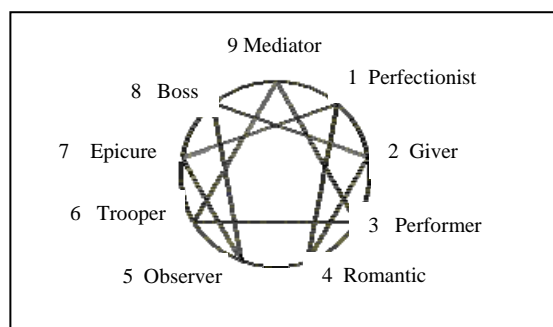 9 Mediator
1 Perfectionist
8 Boss
7 Epicure
2 Giver
6 Trooper
3 Performer
5 Observer
4 Romantic